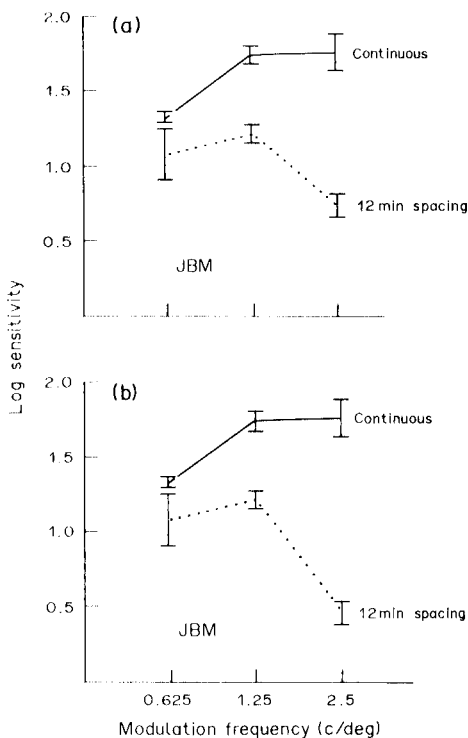 (a)
2.0
1.5
1.0
0.5
Continuous
12 min spacing
JBM
Log sensitivity
(b)
2.0
1.5
1.0
0.5
Continuous
12 min spacing
JBM
0.625 1.25 2.5
Modulation frequency (c/deg)